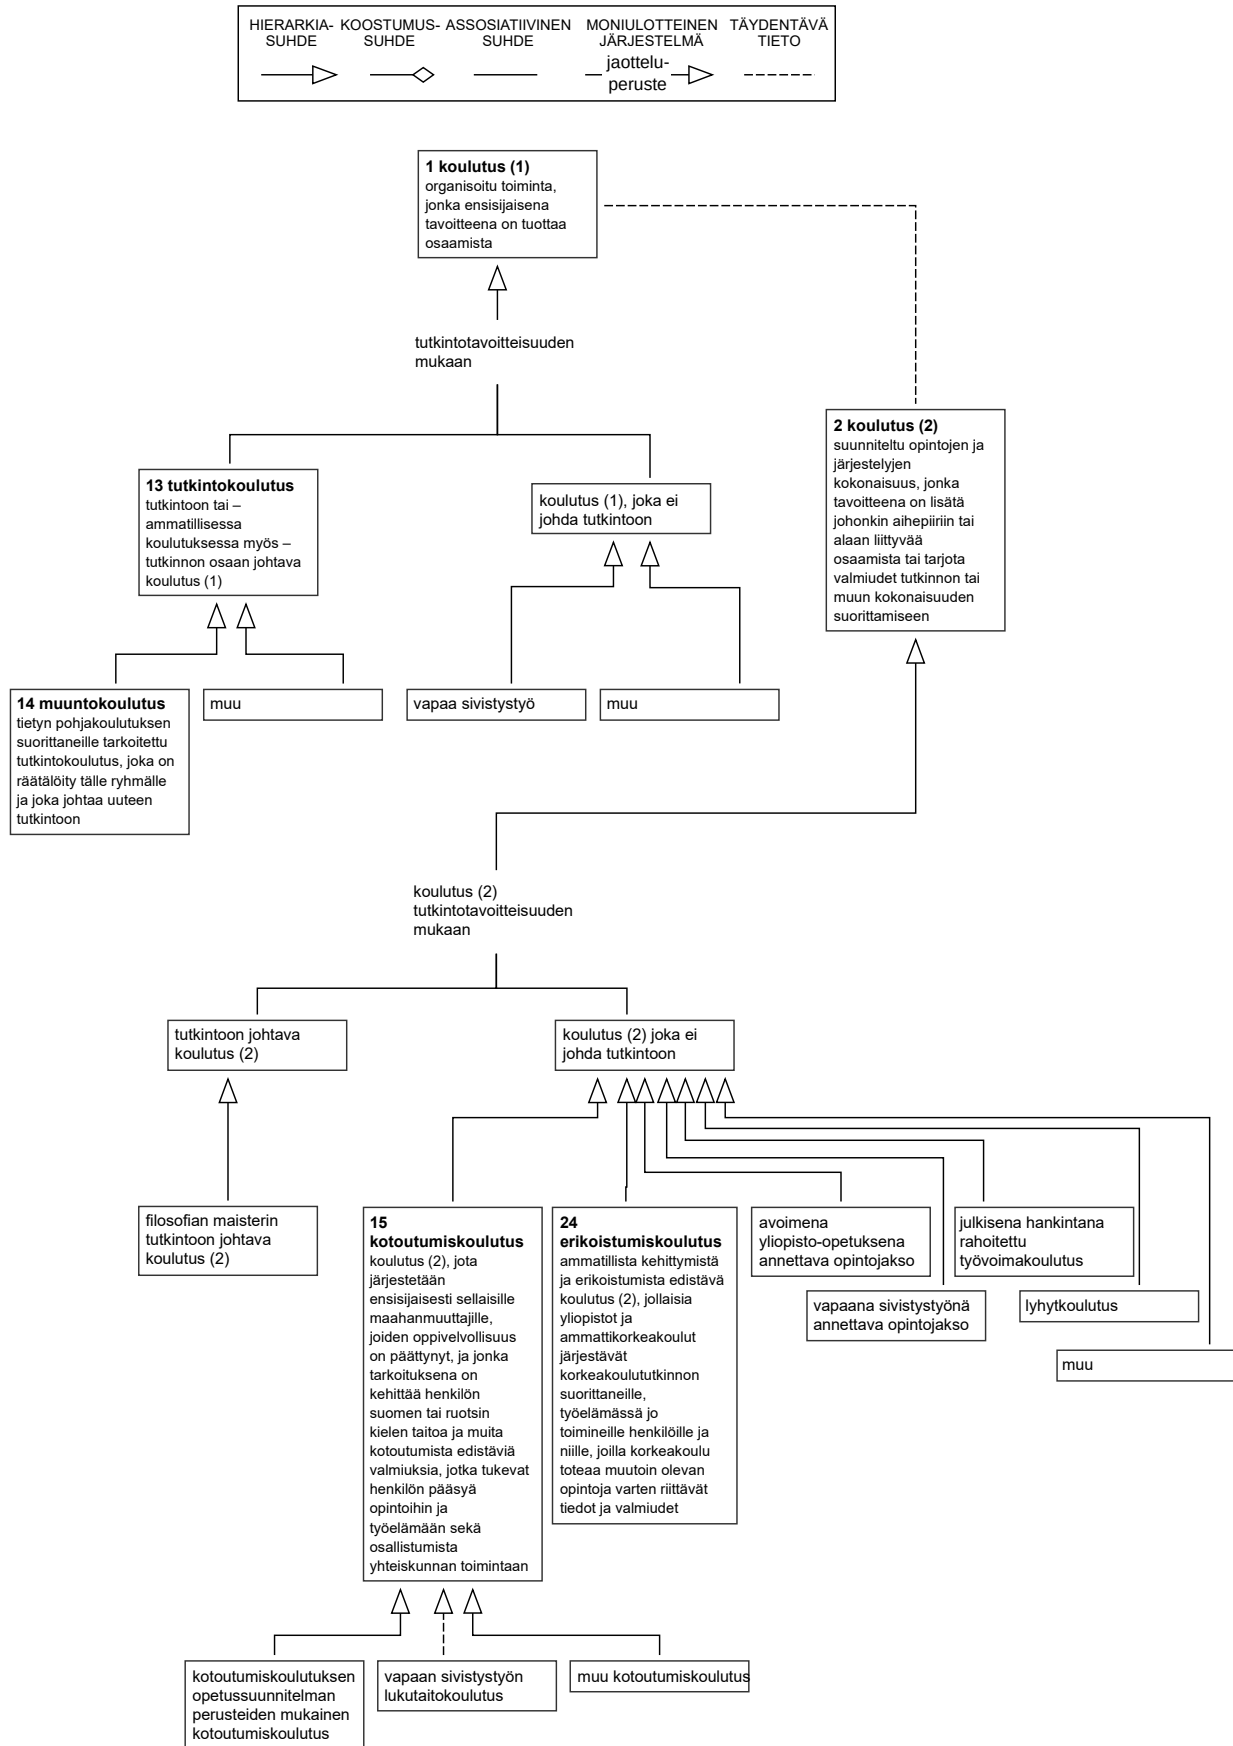 HIERARKIA-
SUHDE
KOOSTUMUS-
SUHDE
ASSOSIATIIVINEN
SUHDE
MONIULOTTEINEN
JÄRJESTELMÄ
jaottelu-
peruste
TÄYDENTÄVÄ
TIETO
1 koulutus (1)
organisoitu toiminta,
jonka ensisijaisena
tavoitteena on tuottaa
osaamista
tutkintotavoitteisuuden
mukaan
2 koulutus (2)
suunniteltu opintojen ja
järjestelyjen
kokonaisuus, jonka
tavoitteena on lisätä
johonkin aihepiiriin tai
alaan liittyvää
osaamista tai tarjota
valmiudet tutkinnon tai
muun kokonaisuuden
suorittamiseen
13 tutkintokoulutus
tutkintoon tai –
ammatillisessa
koulutuksessa myös –
tutkinnon osaan johtava
koulutus (1)
koulutus (1), joka ei
johda tutkintoon
14 muuntokoulutus
tietyn pohjakoulutuksen
suorittaneille tarkoitettu
tutkintokoulutus, joka on
räätälöity tälle ryhmälle
ja joka johtaa uuteen
tutkintoon
muu
vapaa sivistystyö
muu
koulutus (2)
tutkintotavoitteisuuden
mukaan
tutkintoon johtava
koulutus (2)
koulutus (2) joka ei
johda tutkintoon
filosofian maisterin
tutkintoon johtava
koulutus (2)
15
kotoutumiskoulutus
koulutus (2), jota
järjestetään
ensisijaisesti sellaisille
maahanmuuttajille,
joiden oppivelvollisuus
on päättynyt, ja jonka
tarkoituksena on
kehittää henkilön
suomen tai ruotsin
kielen taitoa ja muita
kotoutumista edistäviä
valmiuksia, jotka tukevat
henkilön pääsyä
opintoihin ja
työelämään sekä
osallistumista
yhteiskunnan toimintaan
24
erikoistumiskoulutus
ammatillista kehittymistä
ja erikoistumista edistävä
koulutus (2), jollaisia
yliopistot ja
ammattikorkeakoulut
järjestävät
korkeakoulututkinnon
suorittaneille,
työelämässä jo
toimineille henkilöille ja
niille, joilla korkeakoulu
toteaa muutoin olevan
opintoja varten riittävät
tiedot ja valmiudet
avoimena
yliopisto-opetuksena
annettava opintojakso
julkisena hankintana
rahoitettu
työvoimakoulutus
vapaana sivistystyönä
annettava opintojakso
lyhytkoulutus
muu
kotoutumiskoulutuksen
opetussuunnitelman
perusteiden mukainen
kotoutumiskoulutus
vapaan sivistystyön
lukutaitokoulutus
muu kotoutumiskoulutus